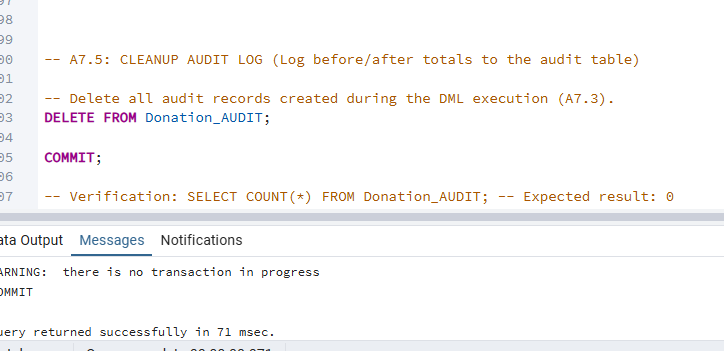 98
99
00 -- A7.5: CLEANUP AUDIT LOG (Log before/after totals to the audit table)
01
02 -- Delete all audit records created during the DML execution (A7.3).
03 DELETE FROM Donation_AUDIT;
04
05 COMMIT;
06
07 -- Verification: SELECT COUNT(*) FROM Donation_AUDIT; -- Expected result: 0
ata Output Messages Notifications
ARNING:  there is no transaction in progress
OMMIT
uery returned successfully in 71 msec.